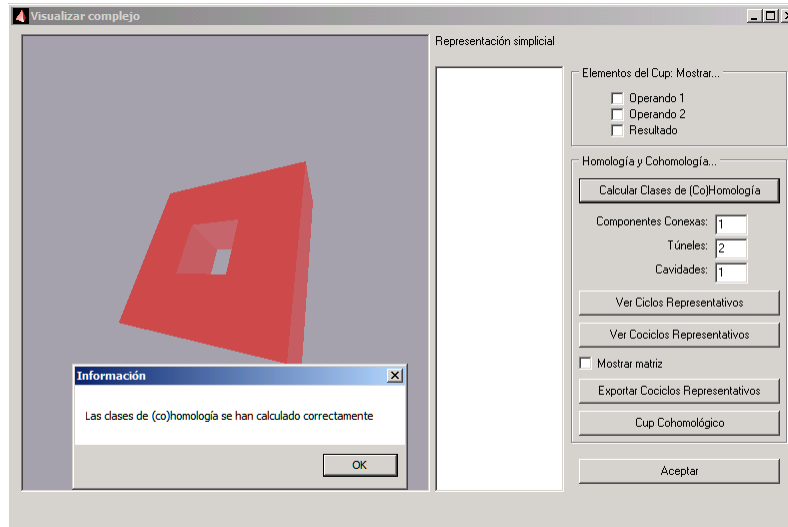 Visualizar complejo
Representación simplicial
Elementos del Cup: Mostrar...
Operando 1
Operando 2
Resultado
Homología y Cohomología...
Calcular Clases de (Co)Homología
Componentes Conexas: 1
Túneles: 2
Cavidades: 1
Ver Ciclos Representativos
Ver Cociclos Representativos
Mostrar matriz
Exportar Cociclos Representativos
Cup Cohomológico
Aceptar
Información
Las clases de (co)homología se han calculado correctamente
OK